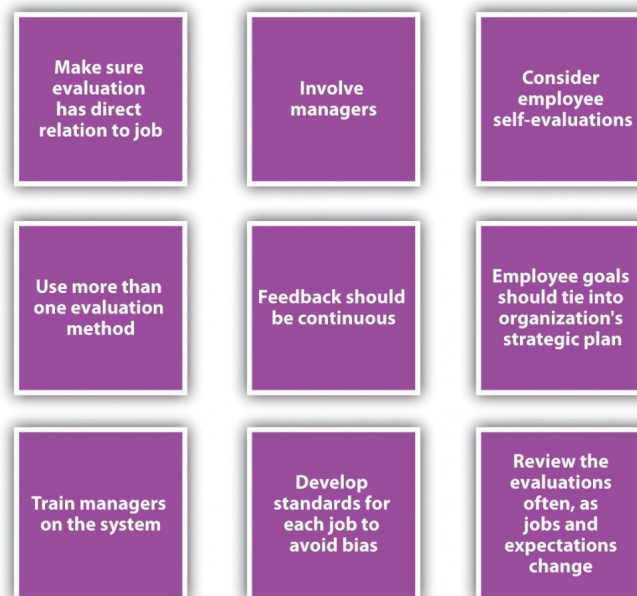 Make sure
evaluation
has direct
relation to job
Involve
managers
Consider
employee
self-evaluations
Use more than
one evaluation
method
Feedback should
be continuous
Employee goals
should tie into
organization's
strategic plan
Train managers
on the system
Develop
standards for
each job to
avoid bias
Review the
evaluations
often, as
jobs and
expectations
change